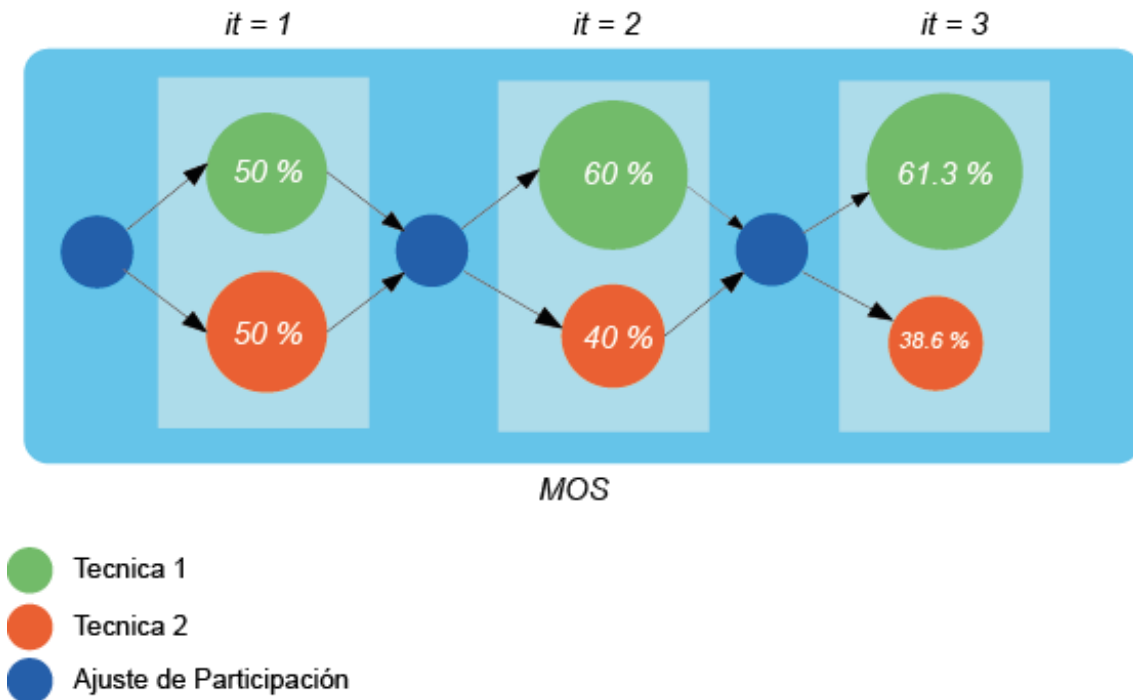 it = 1
it = 2
it = 3
50 %
60 %
61.3 %
50 %
40 %
38.6 %
MOS
Tecnica 1
Tecnica 2
Ajuste de Participación